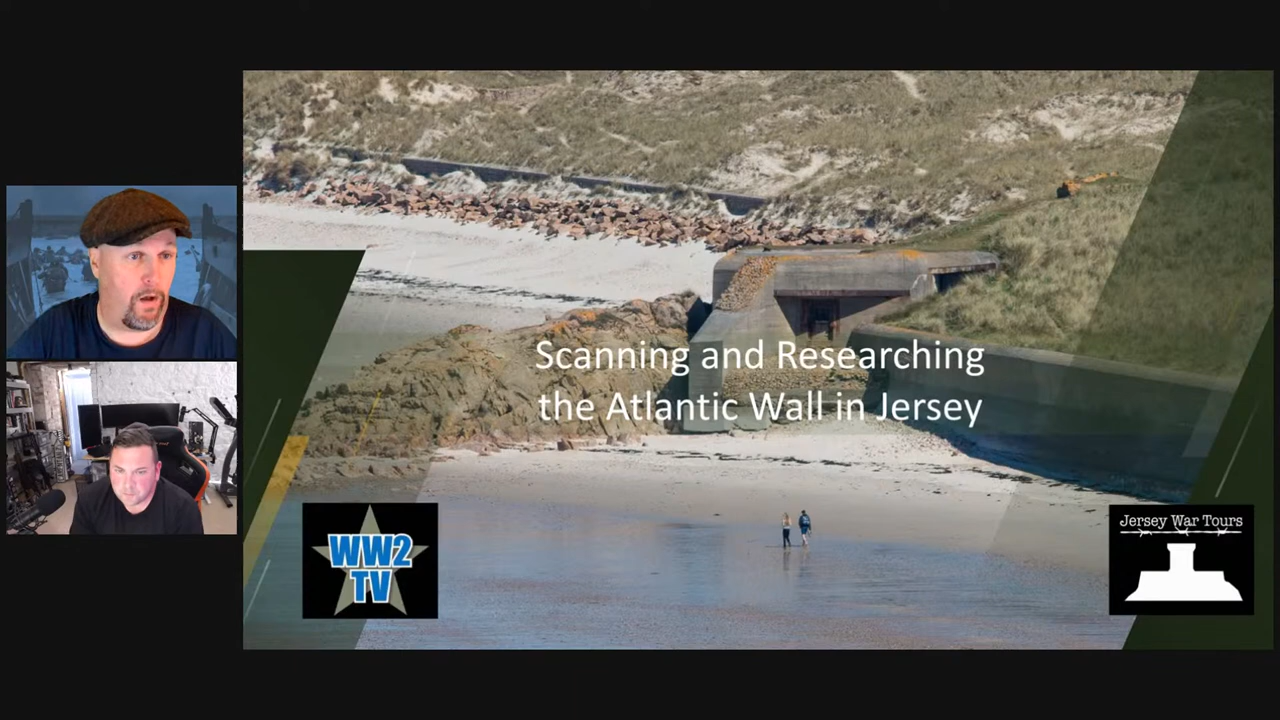 Scanning and Researching
the Atlantic Wall in Jersey
WW2
TV
Jersey War Tours